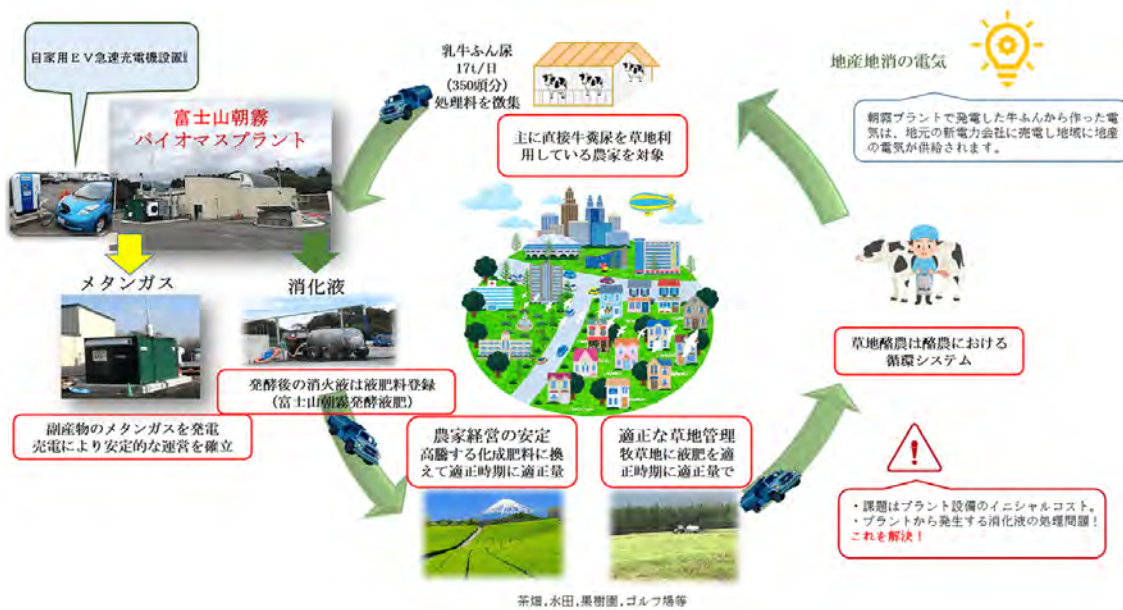 自家用ＥＶ急速充電機設置!
富士山朝霧
バイオマスプラント
メタンガス
消化液
副産物のメタンガスを発電
売電により安定的な運営を確立
発酵後の消火液は液肥料登録
（富士山朝霧発酵液肥）
乳牛ふん尿
17t/日
（350頭分）
処理料を徴集
主に直接牛糞尿を草地利
用している農家を対象
農家経営の安定
高騰する化成肥料に換
えて適正時期に適正量
適正な草地管理
牧草地に液肥を適
正時期に適正量で
茶畑,水田,果樹園,ゴルフ場等
地産地消の電気
朝霧プラントで発電した牛ふんから作った電
気は、地元の新電力会社に売電し地域に地産
の電気が供給されます。
草地酪農は酪農における
循環システム
・課題はプラント設備のイニシャルコスト。
・プラントから発生する消化液の処理問題！
これを解決！